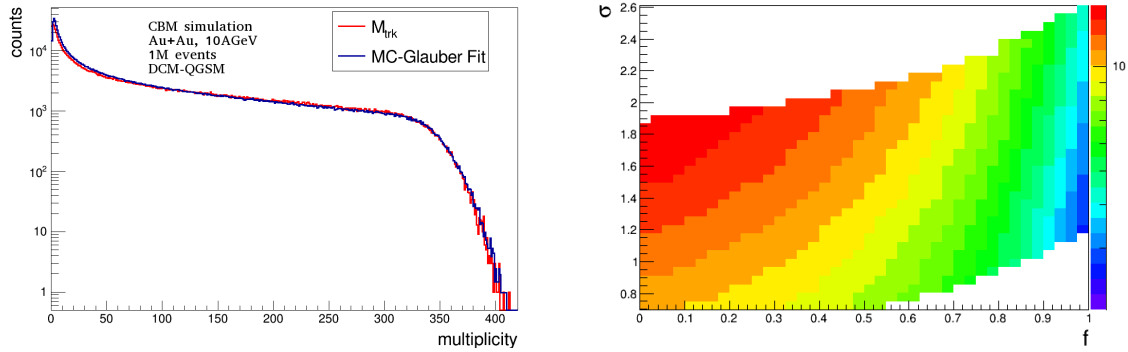 counts
CBM simulation
Au+Au, 10AGeV
1M events
DCM-QGSM
M_trk
MC-Glauber Fit
10^4
10^3
10^2
10
1
0 50 100 150 200 250 300 350 400
multiplicity
σ
2.6
2.4
2.2
2
1.8
1.6
1.4
1.2
1
0.8
0 0.1 0.2 0.3 0.4 0.5 0.6 0.7 0.8 0.9 1
f
10